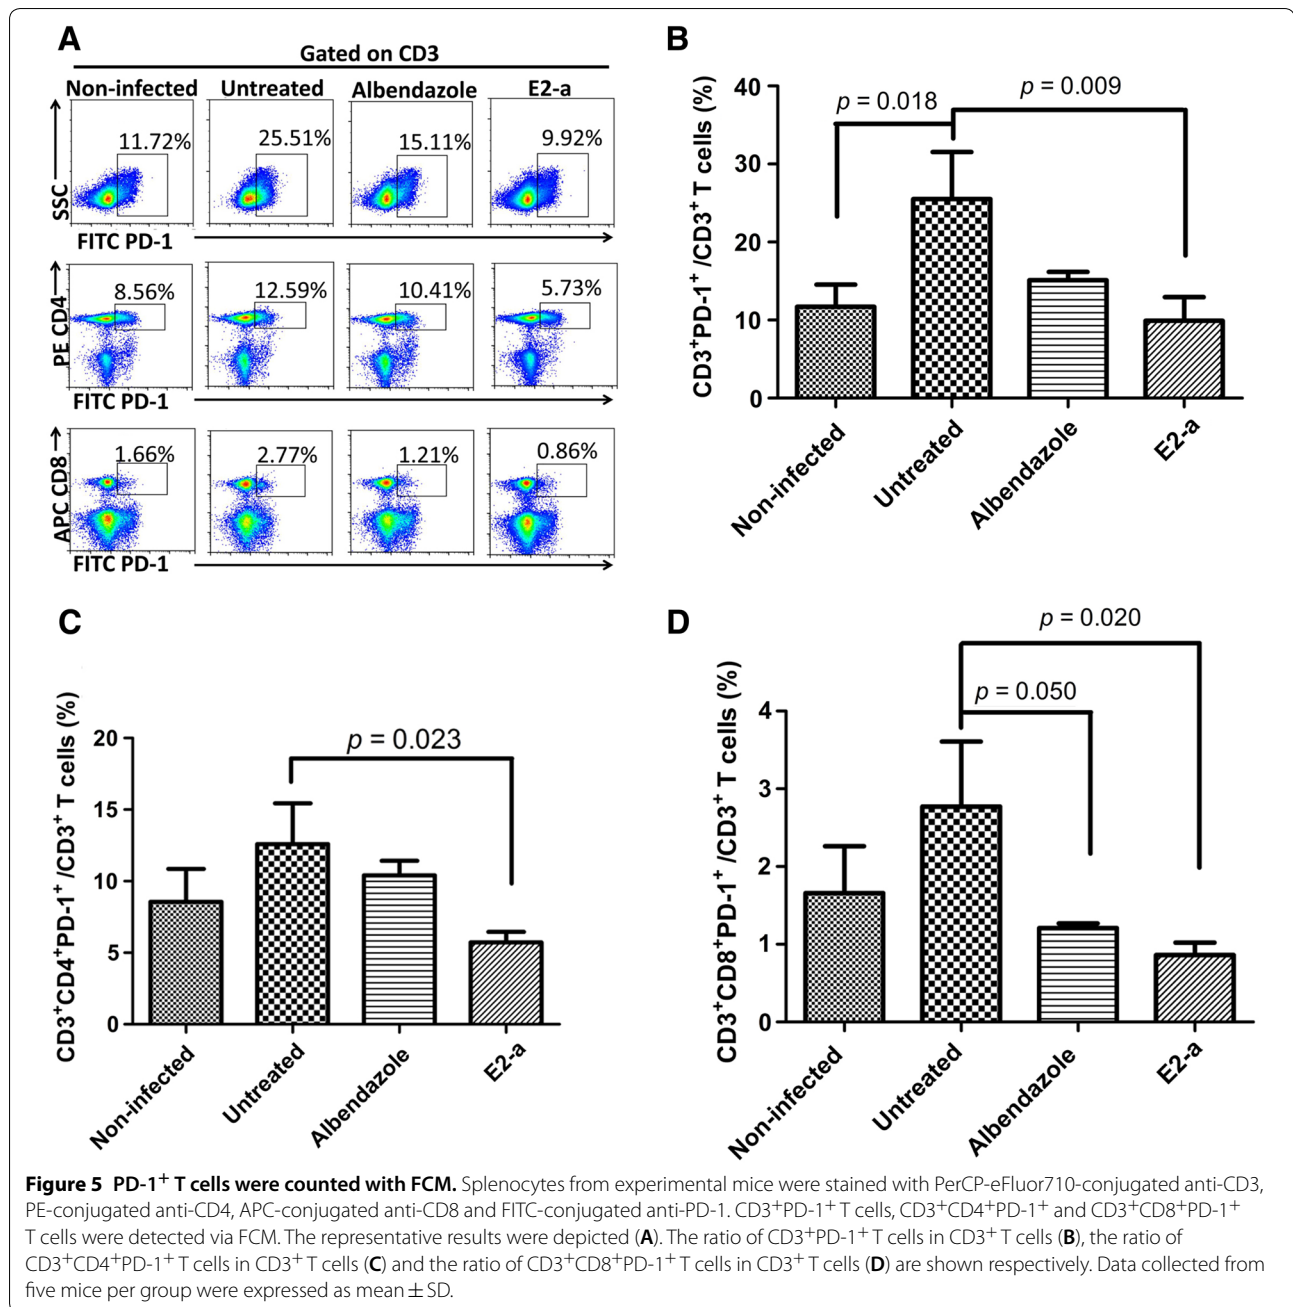 A
Gated on CD3
Non-infected Untreated Albendazole E2-a
11.72% 25.51% 15.11% 9.92%
SSC
FITC PD-1
8.56% 12.59% 10.41% 5.73%
PE CD4
FITC PD-1
1.66% 2.77% 1.21% 0.86%
APC CD8
FITC PD-1
B
p = 0.018
p = 0.009
CD3⁺PD-1⁺ /CD3⁺ T cells (%)
40
30
20
10
0
Non-infected
Untreated
Albendazole
E2-a
C
p = 0.023
CD3⁺CD4⁺PD-1⁺ /CD3⁺ T cells (%)
20
15
10
5
0
Non-infected
Untreated
Albendazole
E2-a
D
p = 0.020
p = 0.050
CD3⁺CD8⁺PD-1⁺ /CD3⁺ T cells (%)
4
3
2
1
0
Non-infected
Untreated
Albendazole
E2-a
Figure 5 PD-1⁺ T cells were counted with FCM. Splenocytes from experimental mice were stained with PerCP-eFluor710-conjugated anti-CD3,
PE-conjugated anti-CD4, APC-conjugated anti-CD8 and FITC-conjugated anti-PD-1. CD3⁺PD-1⁺ T cells, CD3⁺CD4⁺PD-1⁺ and CD3⁺CD8⁺PD-1⁺
T cells were detected via FCM. The representative results were depicted (A). The ratio of CD3⁺PD-1⁺ T cells in CD3⁺ T cells (B), the ratio of
CD3⁺CD4⁺PD-1⁺ T cells in CD3⁺ T cells (C) and the ratio of CD3⁺CD8⁺PD-1⁺ T cells in CD3⁺ T cells (D) are shown respectively. Data collected from
five mice per group were expressed as mean ± SD.